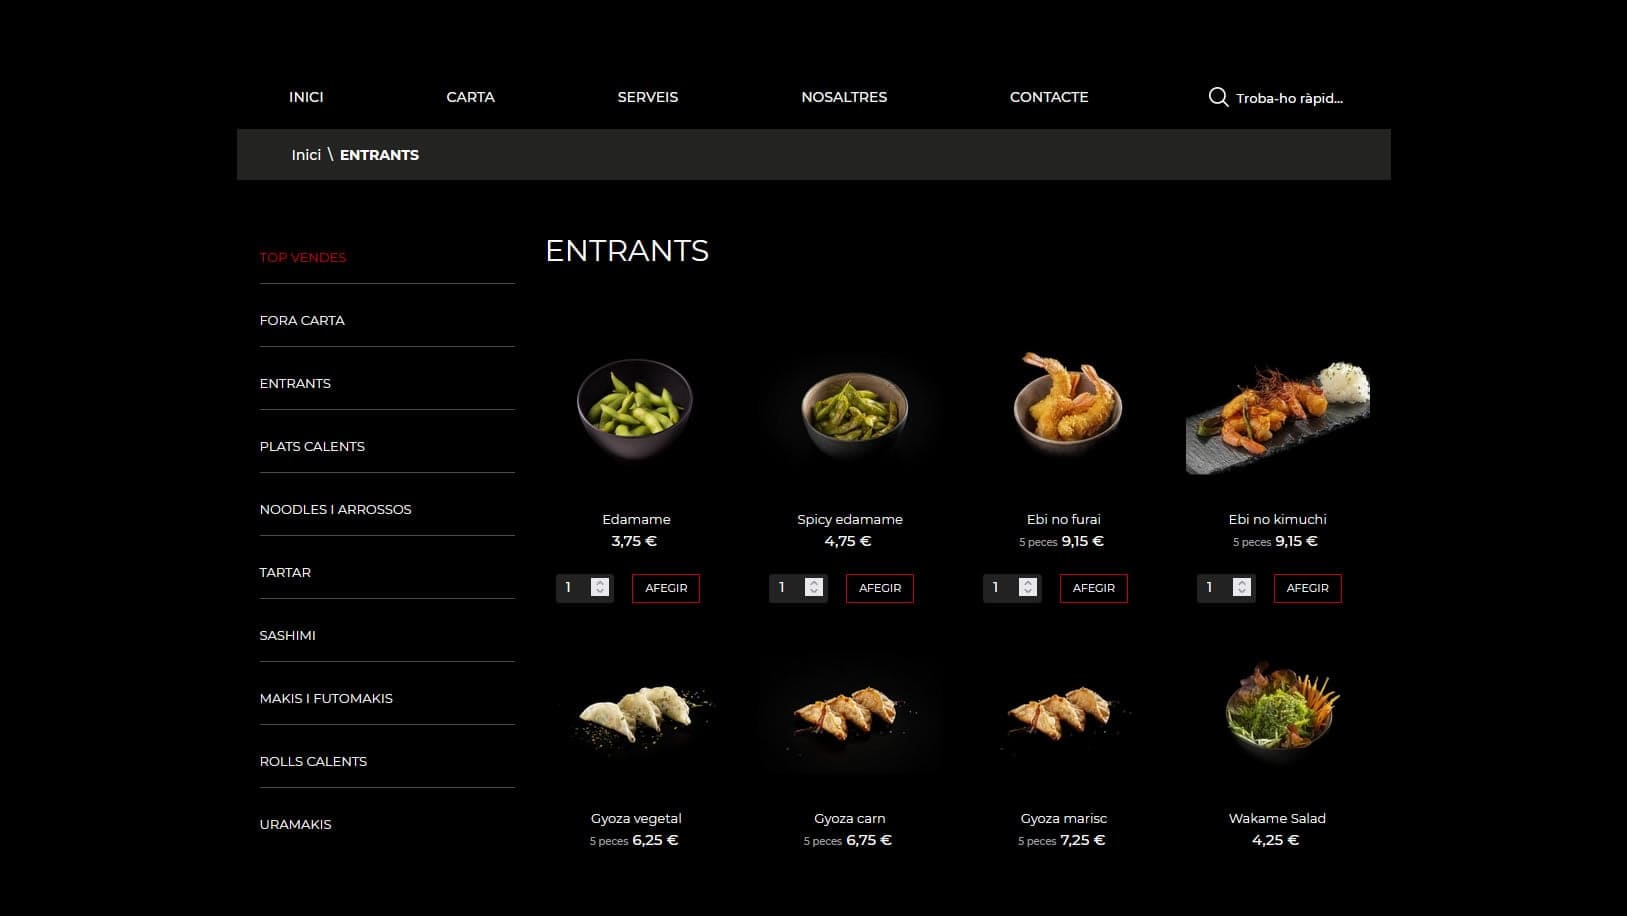 INICI CARTA SERVEIS NOSALTRES CONTACTE Troba-ho ràpid...
Inici \ ENTRANTS
TOP VENDES
FORA CARTA
ENTRANTS
PLATS CALENTS
NOODLES I ARROSSOS
TARTAR
SASHIMI
MAKIS I FUTOMAKIS
ROLLS CALENTS
URAMAKIS
ENTRANTS
Edamame
3,75 €
1 AFEGIR
Spicy edamame
4,75 €
1 AFEGIR
Ebi no furai
5 peces 9,15 €
1 AFEGIR
Ebi no kimuchi
5 peces 9,15 €
1 AFEGIR
Gyoza vegetal
5 peces 6,25 €
Gyoza carn
5 peces 6,75 €
Gyoza marisc
5 peces 7,25 €
Wakame Salad
4,25 €